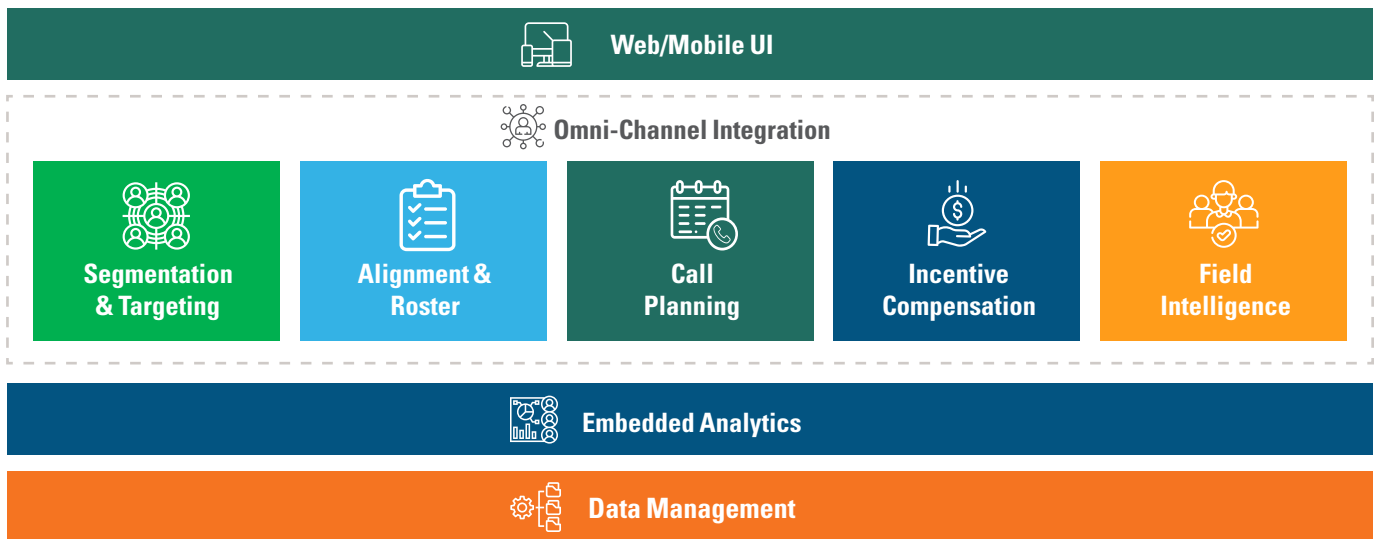 Web/Mobile UI
Omni-Channel Integration
Segmentation
& Targeting
Alignment &
Roster
Call
Planning
Incentive
Compensation
Field
Intelligence
Embedded Analytics
Data Management